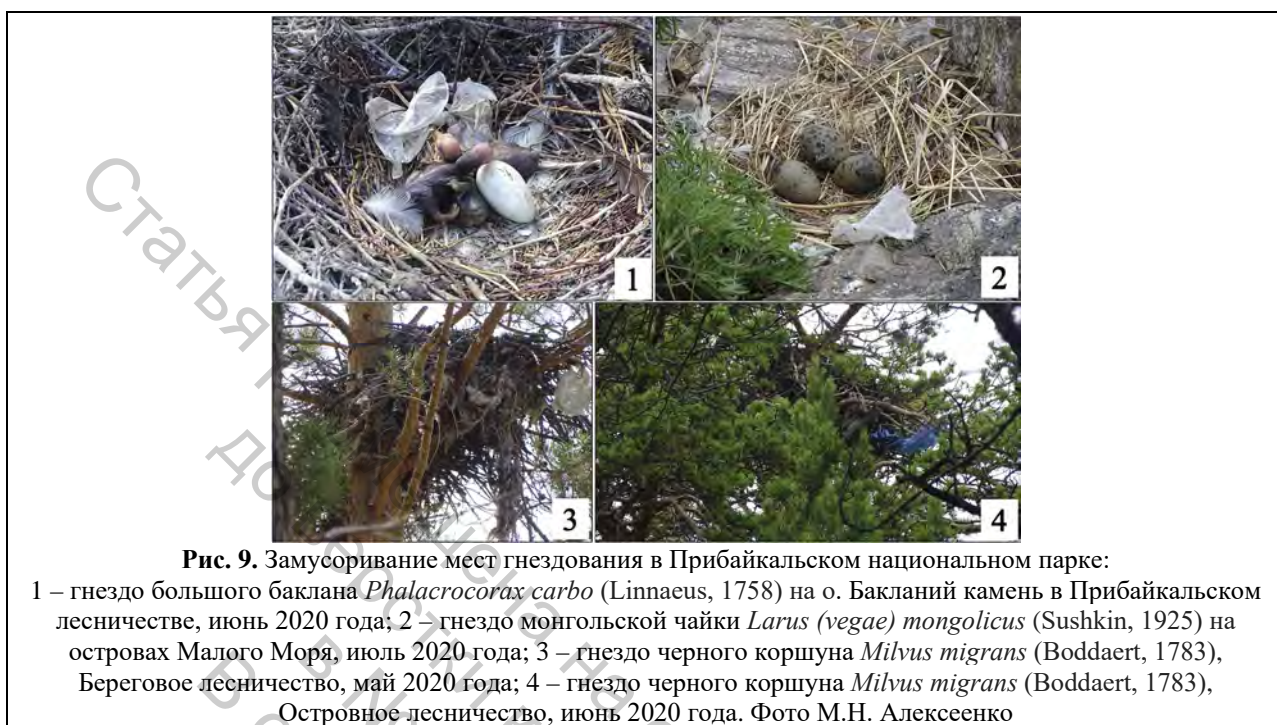 1
2
3
4
Рис. 9. Замусоривание мест гнездования в Прибайкальском национальном парке:
1 – гнездо большого баклана Phalacrocorax carbo (Linnaeus, 1758) на о. Бакланий камень в Прибайкальском
лесничестве, июнь 2020 года; 2 – гнездо монгольской чайки Larus (vegae) mongolicus (Sushkin, 1925) на
островах Малого Моря, июль 2020 года; 3 – гнездо черного коршуна Milvus migrans (Boddaert, 1783),
Береговое лесничество, май 2020 года; 4 – гнездо черного коршуна Milvus migrans (Boddaert, 1783),
Островное лесничество, июнь 2020 года. Фото М.Н. Алексеенко
Статья